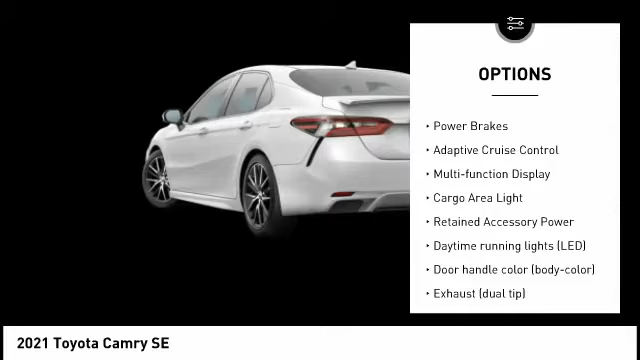 OPTIONS
‣ Power Brakes
‣ Adaptive Cruise Control
‣ Multi-function Display
‣ Cargo Area Light
‣ Retained Accessory Power
‣ Daytime running lights (LED)
‣ Door handle color (body-color)
‣ Exhaust (dual tip)
2021 Toyota Camry SE